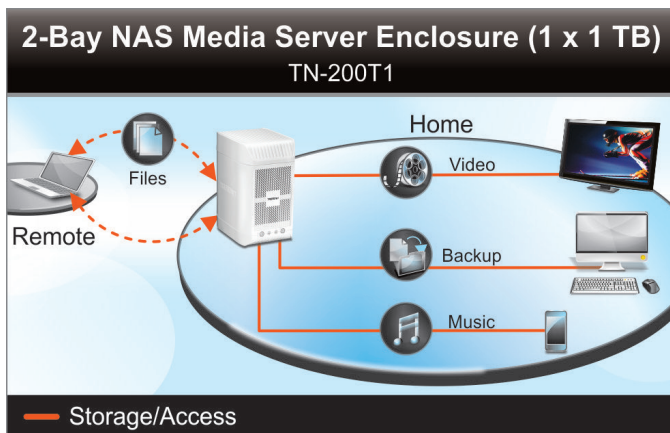 2-Bay NAS Media Server Enclosure (1 x 1 TB)
TN-200T1
Home
Files
Video
Remote
Backup
Music
Storage/Access